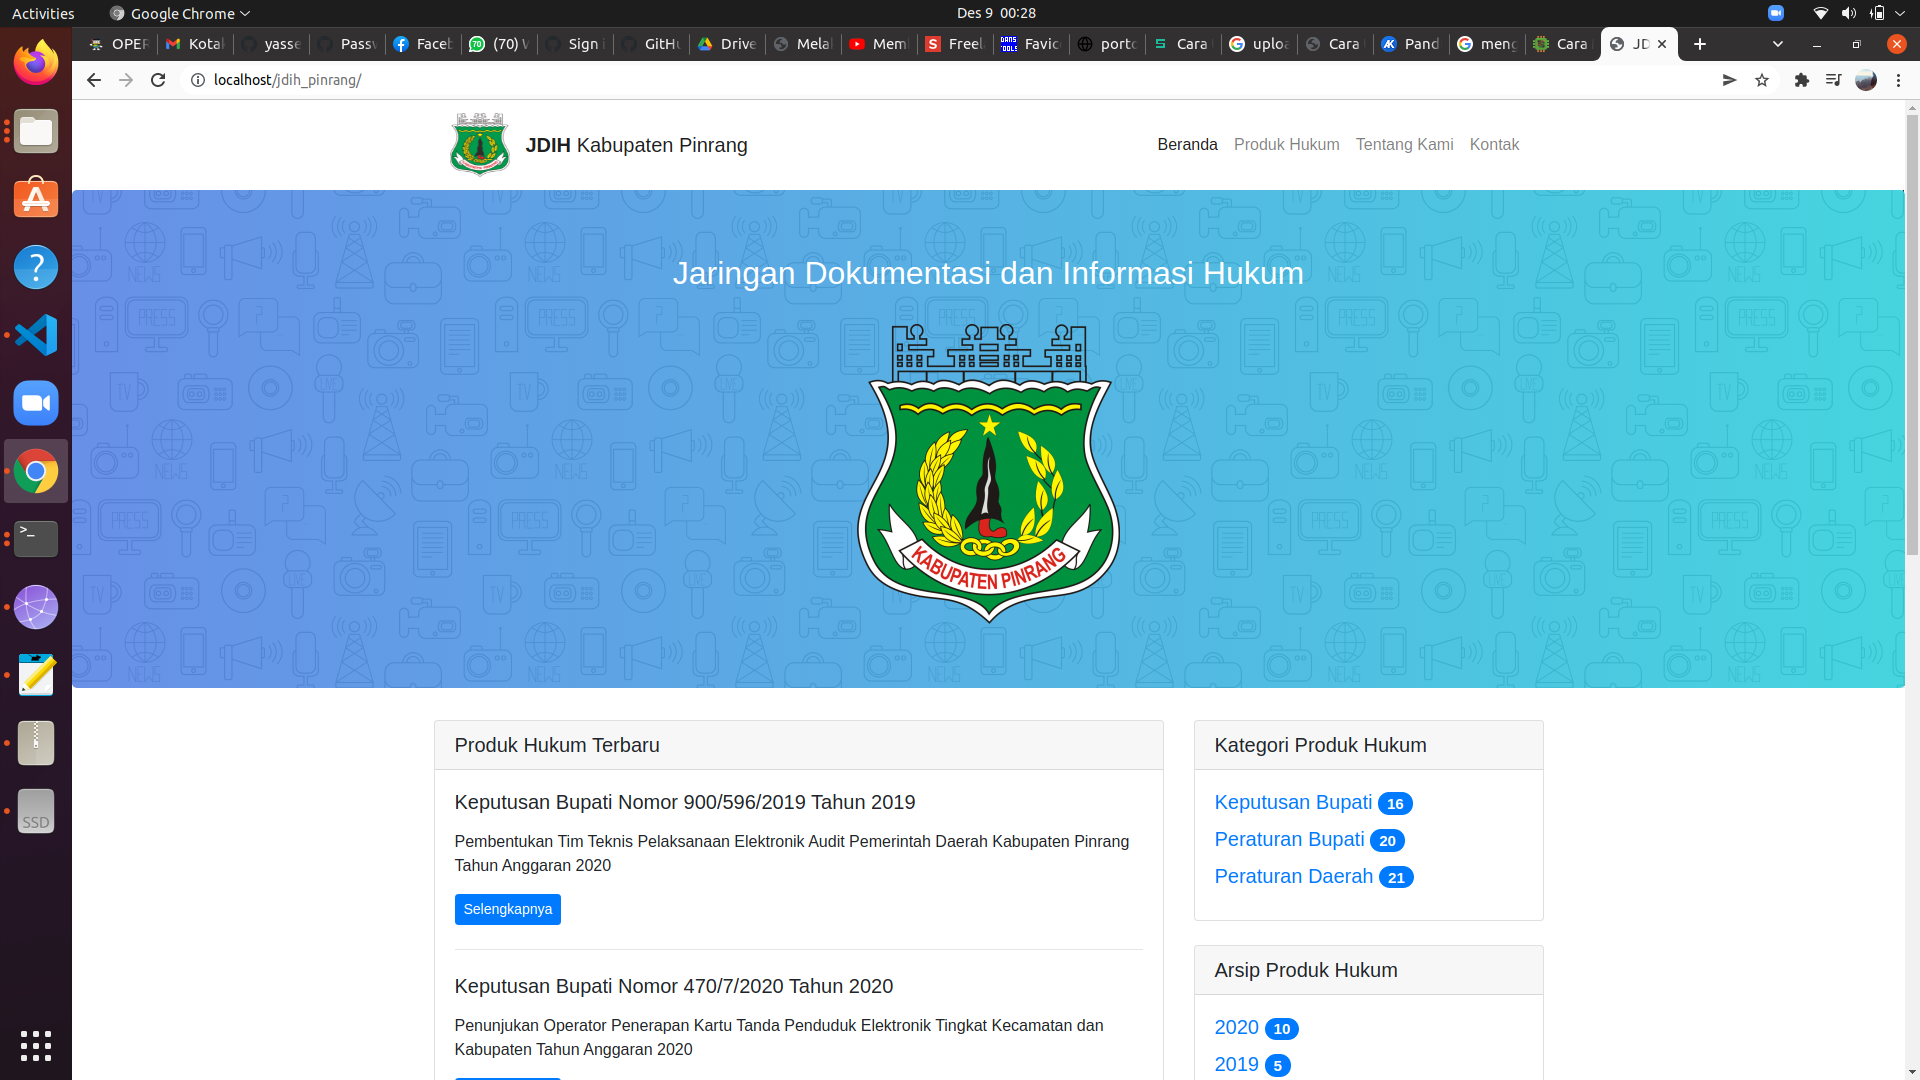 Activities
Google Chrome
Des 9 00:28
OPER
Kotak
yasse
Passw
Faceb
(70) W
Sign i
GitHu
Drive
Mela
Mem
Freel
Favic
porto
Cara
uploa
Cara
Pand
meng
Cara
JD
localhost/jdih_pinrang/
JDIH Kabupaten Pinrang
Beranda
Produk Hukum
Tentang Kami
Kontak
Jaringan Dokumentasi dan Informasi Hukum
KABUPATEN PINRANG
Produk Hukum Terbaru
Keputusan Bupati Nomor 900/596/2019 Tahun 2019
Pembentukan Tim Teknis Pelaksanaan Elektronik Audit Pemerintah Daerah Kabupaten Pinrang
Tahun Anggaran 2020
Selengkapnya
Keputusan Bupati Nomor 470/7/2020 Tahun 2020
Penunjukan Operator Penerapan Kartu Tanda Penduduk Elektronik Tingkat Kecamatan dan
Kabupaten Tahun Anggaran 2020
Kategori Produk Hukum
Keputusan Bupati 16
Peraturan Bupati 20
Peraturan Daerah 21
Arsip Produk Hukum
2020 10
2019 5
SSD